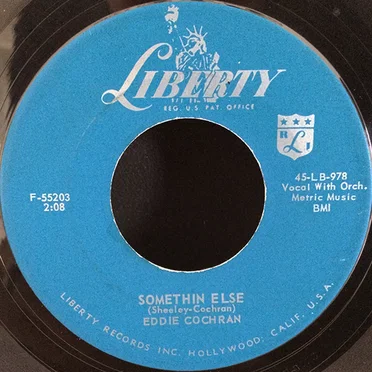 LIBERTY
REG. U.S. PAT. OFFICE
R L I
F-55203
2:08
45-LB-978
Vocal With Orch.
Metric Music
BMI
SOMETHIN ELSE
(Sheeley-Cochran)
EDDIE COCHRAN
LIBERTY RECORDS INC. HOLLYWOOD, CALIF. U.S.A.